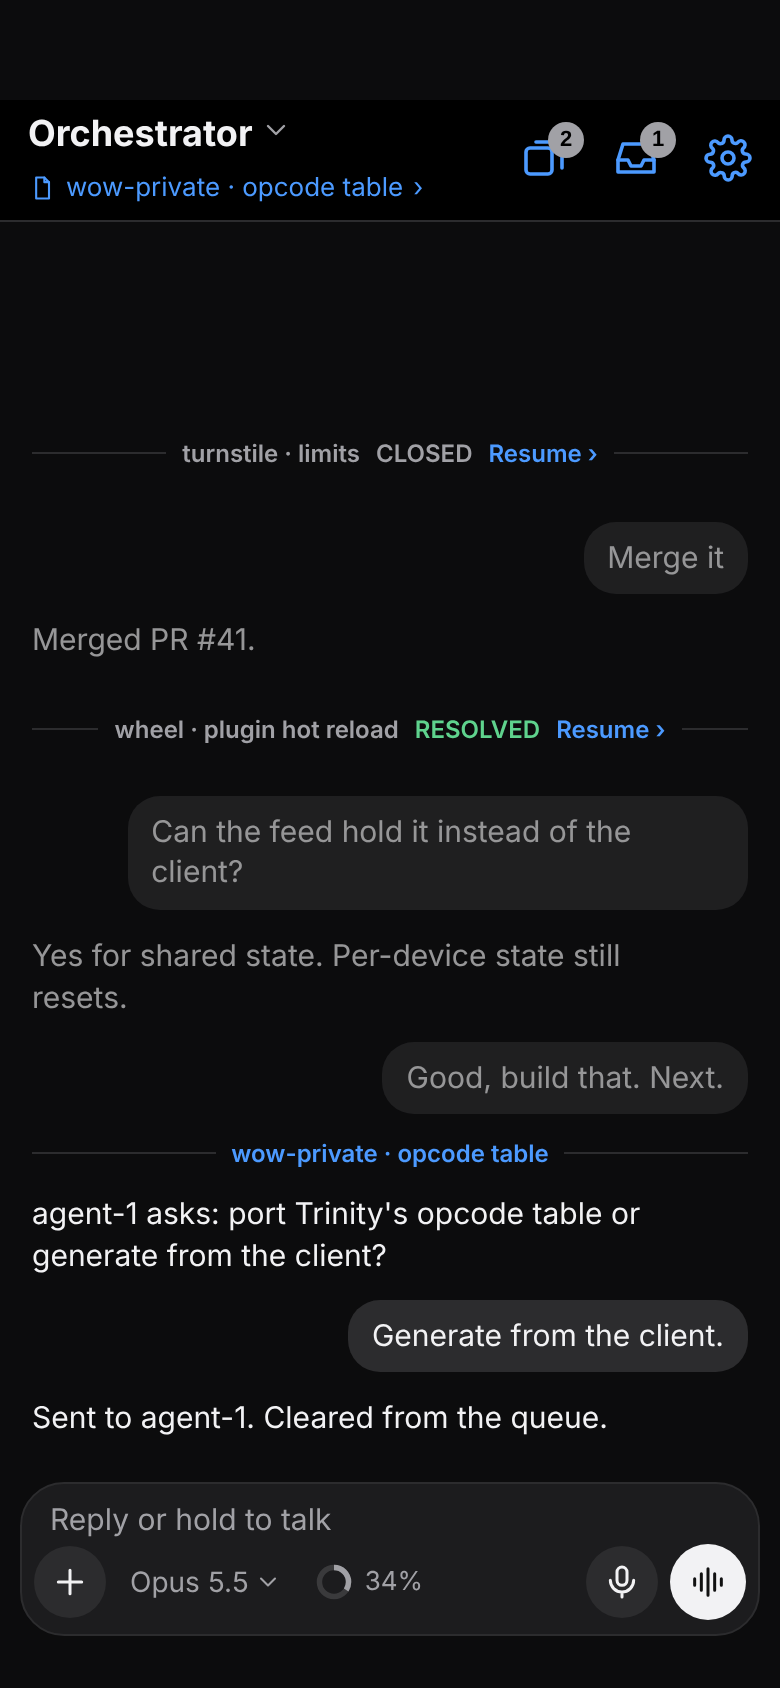 Orchestrator
2
1
wow-private · opcode table ›
turnstile · limits CLOSED Resume ›
Merge it
Merged PR #41.
wheel · plugin hot reload RESOLVED Resume ›
Can the feed hold it instead of the
client?
Yes for shared state. Per-device state still
resets.
Good, build that. Next.
wow-private · opcode table
agent-1 asks: port Trinity's opcode table or
generate from the client?
Generate from the client.
Sent to agent-1. Cleared from the queue.
Reply or hold to talk
Opus 5.5
34%